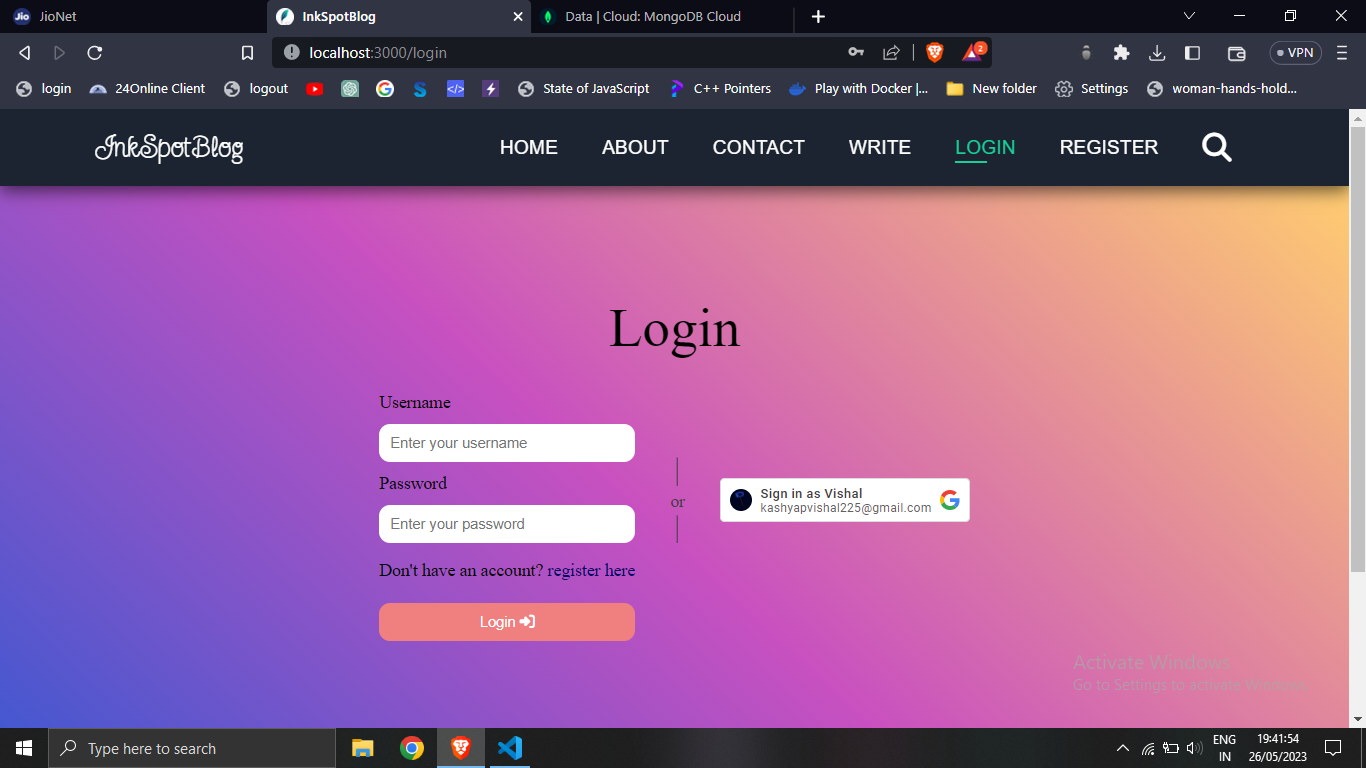 JioNet
InkSpotBlog
Data | Cloud: MongoDB Cloud
localhost:3000/login
2
VPN
login
24Online Client
logout
State of JavaScript
C++ Pointers
Play with Docker |...
New folder
Settings
woman-hands-hold...
InkSpotBlog
HOME
ABOUT
CONTACT
WRITE
LOGIN
REGISTER
Login
Username
Enter your username
Password
Enter your password
Don't have an account? register here
Login
or
Sign in as Vishal
kashyapvishal225@gmail.com
Activate Windows
Go to Settings to activate Windows.
Type here to search
ENG
IN
19:41:54
26/05/2023